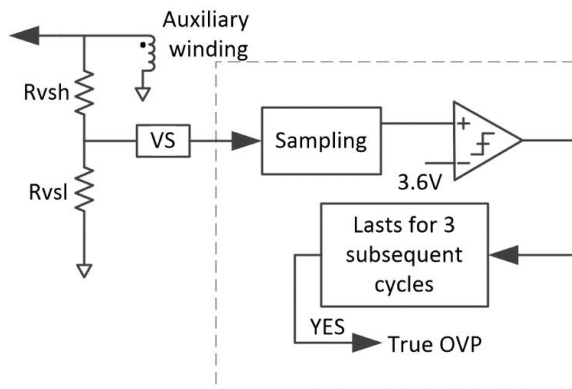 Auxiliary
winding
Rvsh
VS
Sampling
+
−
3.6V
Rvsl
Lasts for 3
subsequent
cycles
YES
True OVP